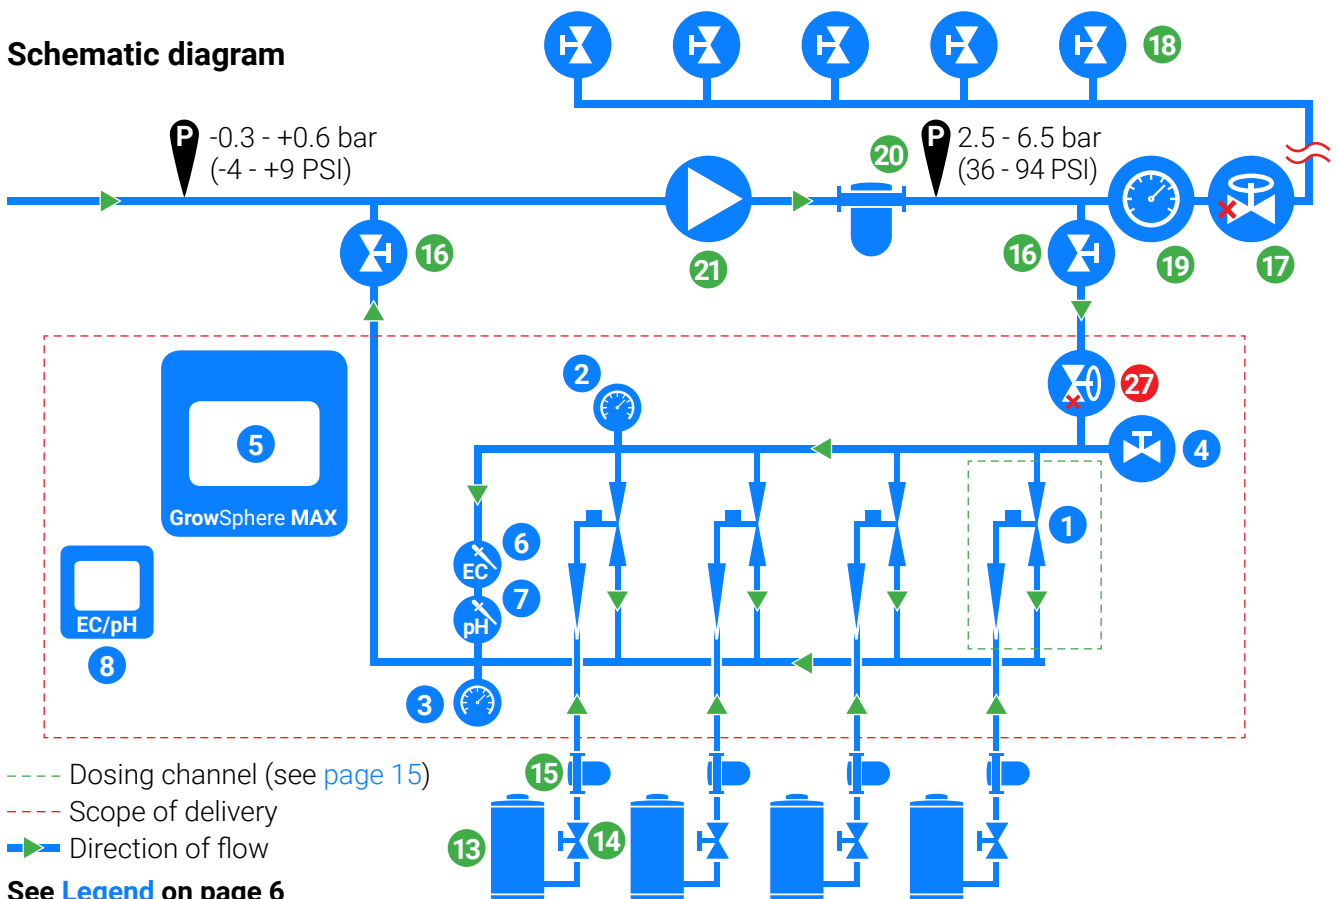 18
Schematic diagram
P -0.3 - +0.6 bar
(-4 - +9 PSI)
20
P 2.5 - 6.5 bar
(36 - 94 PSI)
16
21
16
19
17
2
27
5
4
GrowSphere MAX
1
6
EC
7
pH
EC/pH
8
3
Dosing channel (see page 15)
15
Scope of delivery
13
14
Direction of flow
See Legend on page 6